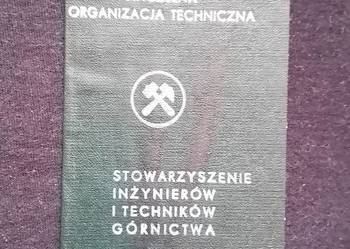 ORGANIZACJA TECHNICZNA
STOWARZYSZENIE
INŻYNIERÓW
I TECHNIKÓW
GÓRNICTWA